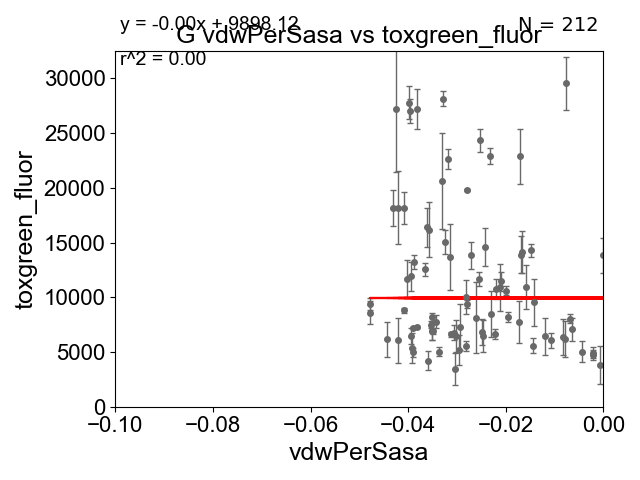 y = -0.00x + 9898.12
N = 212
G vdwPerSasa vs toxgreen_fluor
r^2 = 0.00
30000
25000
20000
15000
10000
5000
0
toxgreen_fluor
−0.10 −0.08 −0.06 −0.04 −0.02 0.00
vdwPerSasa